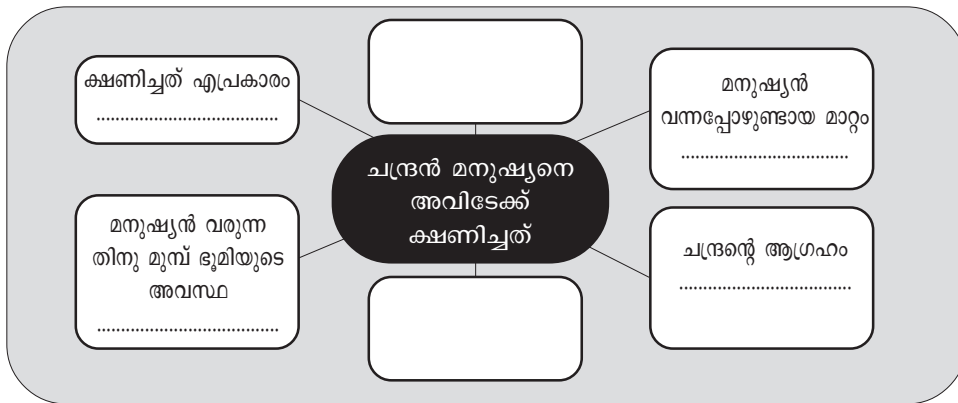 ക്ഷണിച്ചത് എപ്രകാരം
....................................
മനുഷ്യൻ
വന്നപ്പോഴുണ്ടായ മാറ്റം
.................................
ചന്ദ്രൻ മനുഷ്യനെ
അവിടേക്ക്
ക്ഷണിച്ചത്
മനുഷ്യൻ വരുന്ന
തിനു മുമ്പ് ഭൂമിയുടെ
അവസ്ഥ
....................................
ചന്ദ്രന്റെ ആഗ്രഹം
..................................